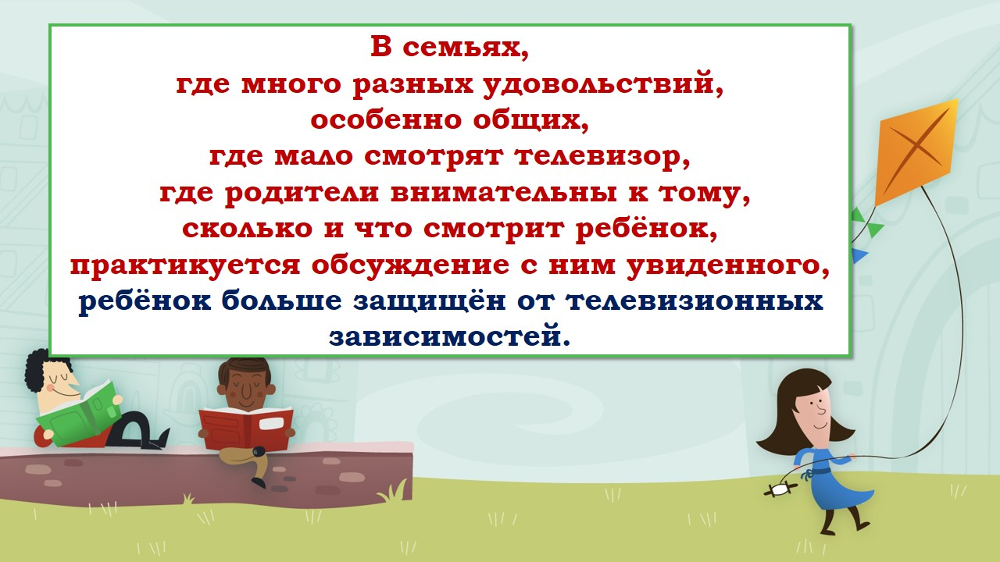 В семьях,
где много разных удовольствий,
особенно общих,
где мало смотрят телевизор,
где родители внимательны к тому,
сколько и что смотрит ребёнок,
практикуется обсуждение с ним увиденного,
ребёнок больше защищён от телевизионных
зависимостей.